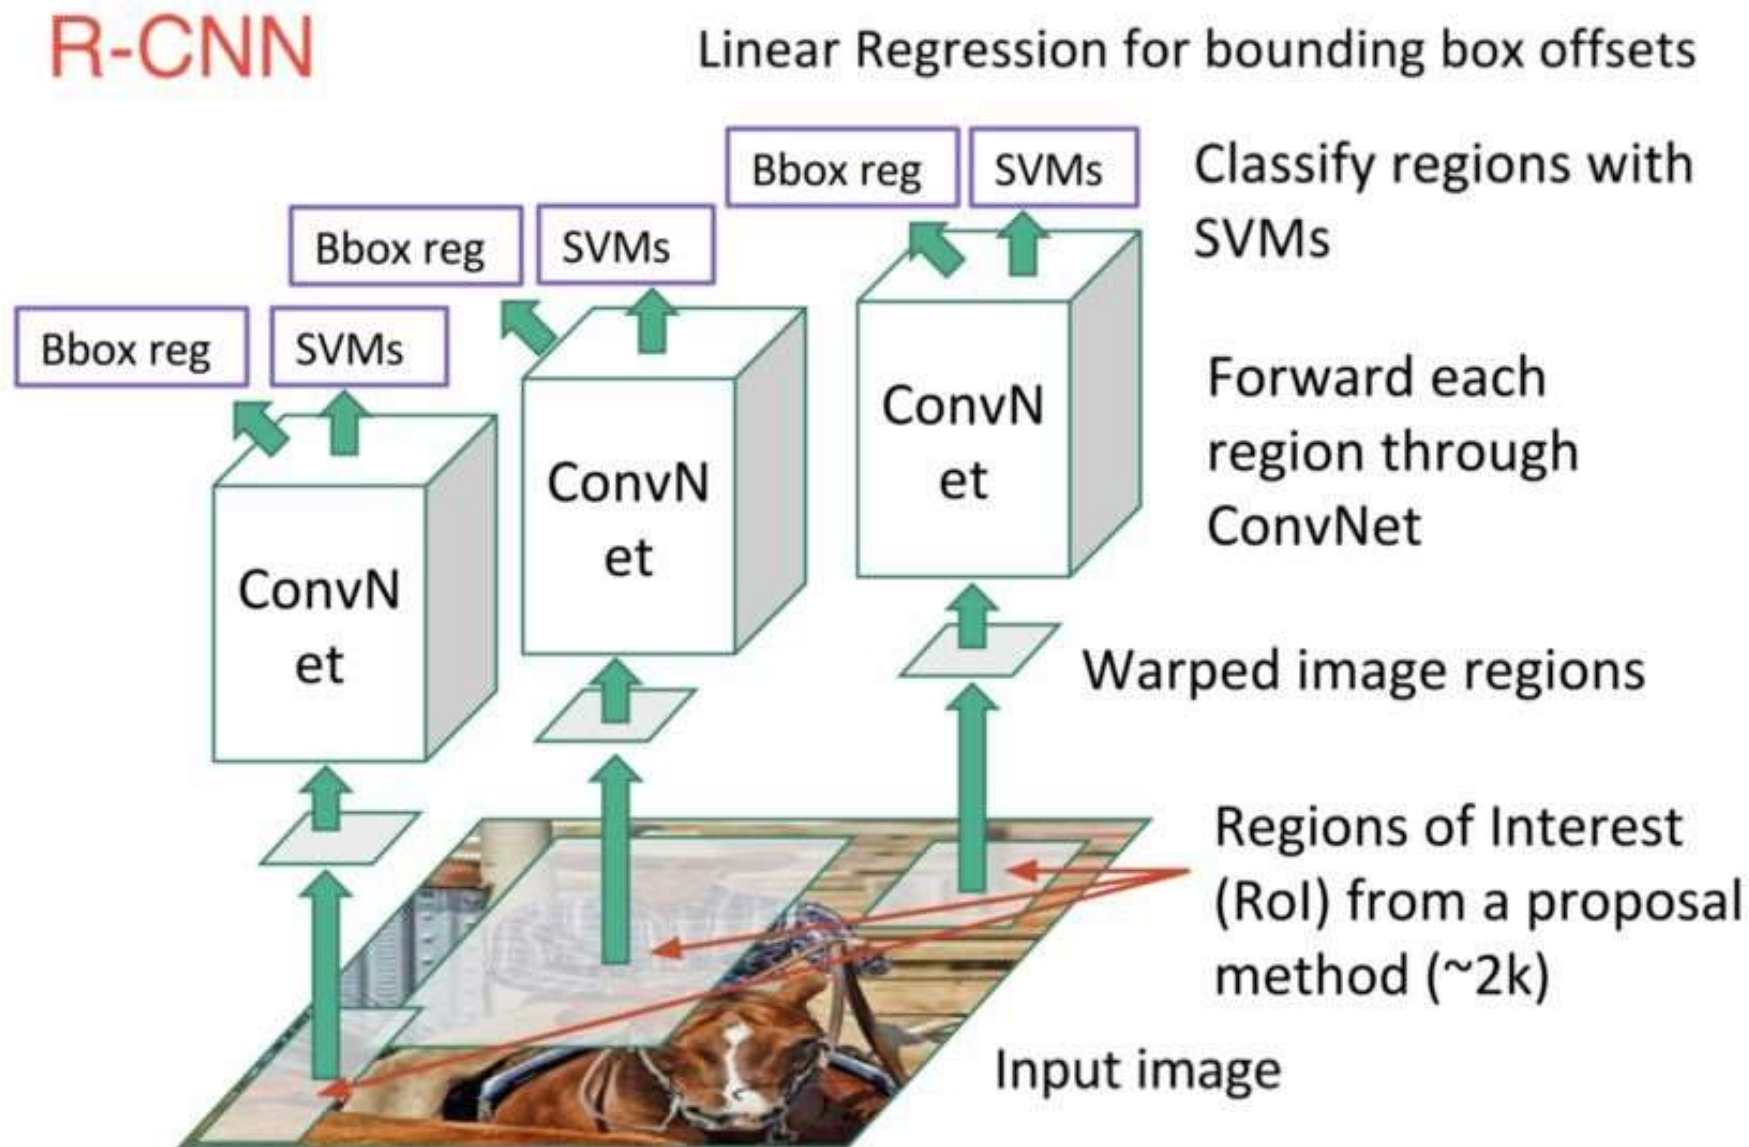 R-CNN
Linear Regression for bounding box offsets
Bbox reg
SVMs
Classify regions with
SVMs
Bbox reg
SVMs
Bbox reg
SVMs
ConvN
et
Forward each
region through
ConvNet
ConvN
et
ConvN
et
Warped image regions
Regions of Interest
(RoI) from a proposal
method (~2k)
Input image